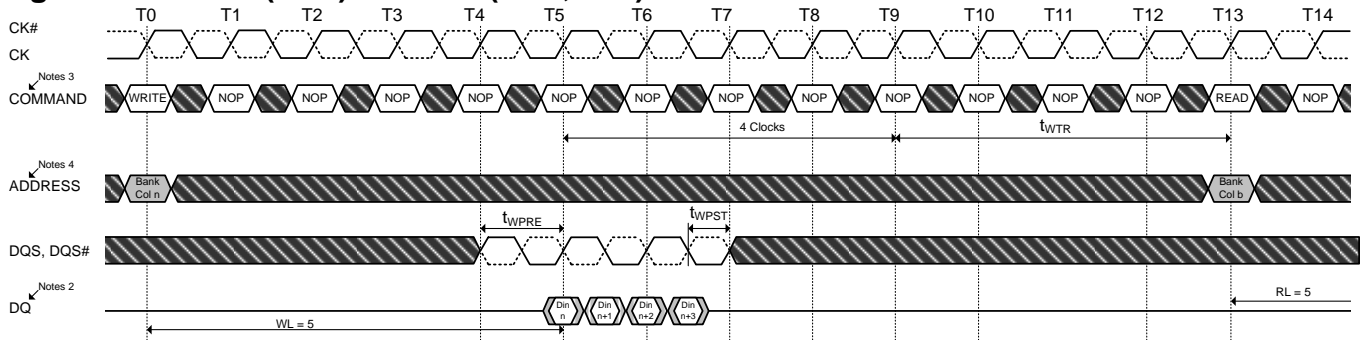 T0 T1 T2 T3 T4 T5 T6 T7 T8 T9 T10 T11 T12 T13 T14
CK#
CK
Notes 3
COMMAND WRITE NOP NOP NOP NOP NOP NOP NOP NOP NOP NOP NOP NOP READ NOP
4 Clocks tWTR
Notes 4
ADDRESS
Bank Bank
Col n Col b
tWPRE tWPST
DQS, DQS#
Notes 2
DQ
Din Din Din Din
n n+1 n+2 n+3
RL = 5
WL = 5